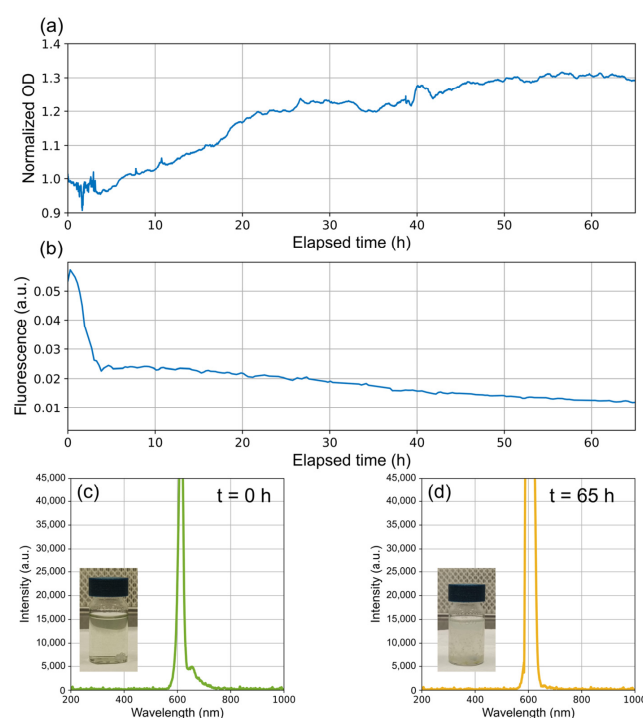 (a)
1.4
1.3
1.2
1.1
1.0
0.9
Normalized OD
0 10 20 30 40 50 60
Elapsed time (h)
(b)
0.05
0.04
0.03
0.02
0.01
Fluorescence (a.u.)
0 10 20 30 40 50 60
Elapsed time (h)
(c)
t = 0 h
45,000
40,000
35,000
30,000
25,000
20,000
15,000
10,000
5,000
0
Intensity (a.u.)
200 400 600 800 1000
Wavelength (nm)
(d)
t = 65 h
45,000
40,000
35,000
30,000
25,000
20,000
15,000
10,000
5,000
0
Intensity (a.u.)
200 400 600 800 1000
Wavelength (nm)